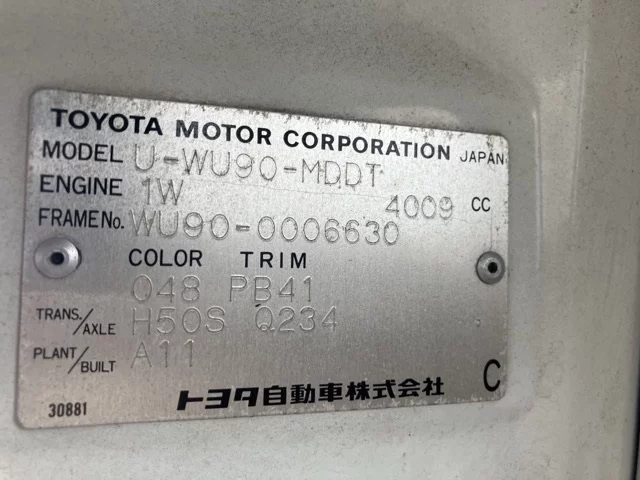 TOYOTA MOTOR CORPORATION JAPAN
MODEL U-WU90-MDDT
ENGINE 1W 4009 CC
FRAME No. WU90-0006630
COLOR TRIM
048 PB41
TRANS./AXLE H50S Q234
PLANT/BUILT A11
トヨタ自動車株式会社 C
30881